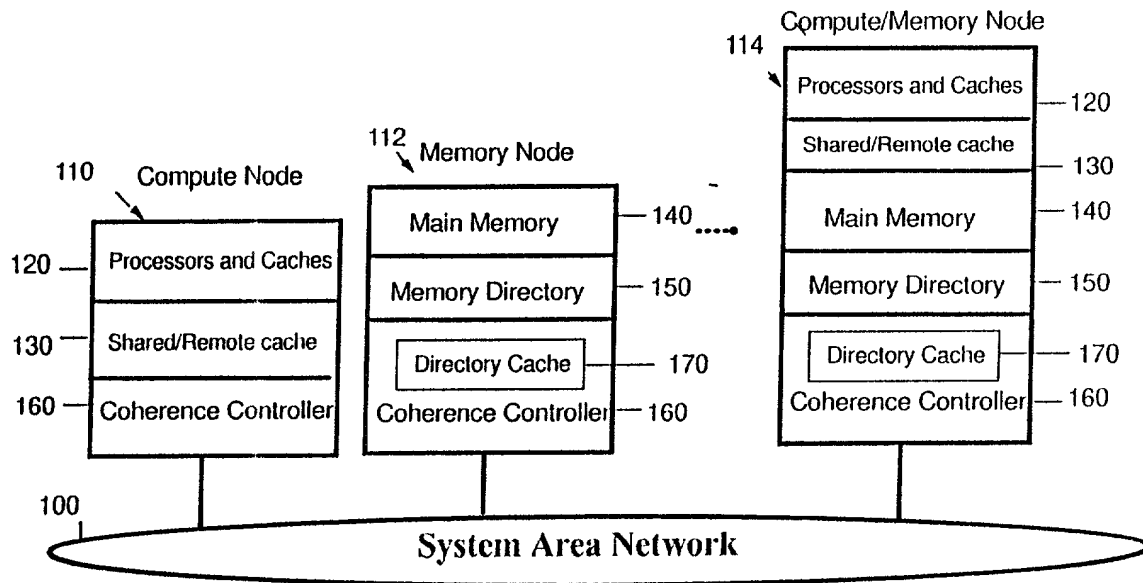 Compute/Memory Node
114
Processors and Caches
120
Shared/Remote cache
130
Main Memory
140
Memory Directory
150
Directory Cache
170
Coherence Controller
160
112
Memory Node
Main Memory
140
Memory Directory
150
Directory Cache
170
Coherence Controller
160
110
Compute Node
120
Processors and Caches
130
Shared/Remote cache
160
Coherence Controller
100
System Area Network